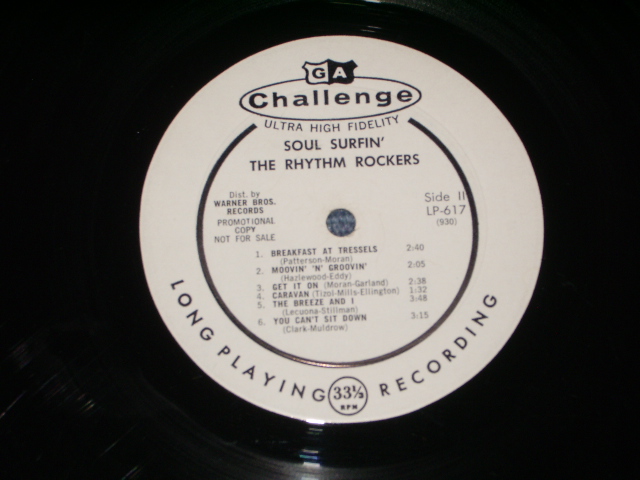 GA
Challenge
ULTRA HIGH FIDELITY
SOUL SURFIN'
THE RHYTHM ROCKERS
Dist. by
WARNER BROS.
RECORDS
PROMOTIONAL
COPY
NOT FOR SALE
Side II
LP-617
(930)
1. BREAKFAST AT TRESSELS 2:40
(Patterson-Moran)
2. MOOVIN' 'N' GROOVIN' 2:05
(Hazlewood-Eddy)
3. GET IT ON (Moran-Garland) 2:38
4. CARAVAN (Tizol-Mills-Ellington) 1:32
5. THE BREEZE AND I 3:48
(Lecuona-Stillman)
6. YOU CAN'T SIT DOWN 3:15
(Clark-Muldrow)
LONG PLAYING 33⅓ RECORDING
RPM